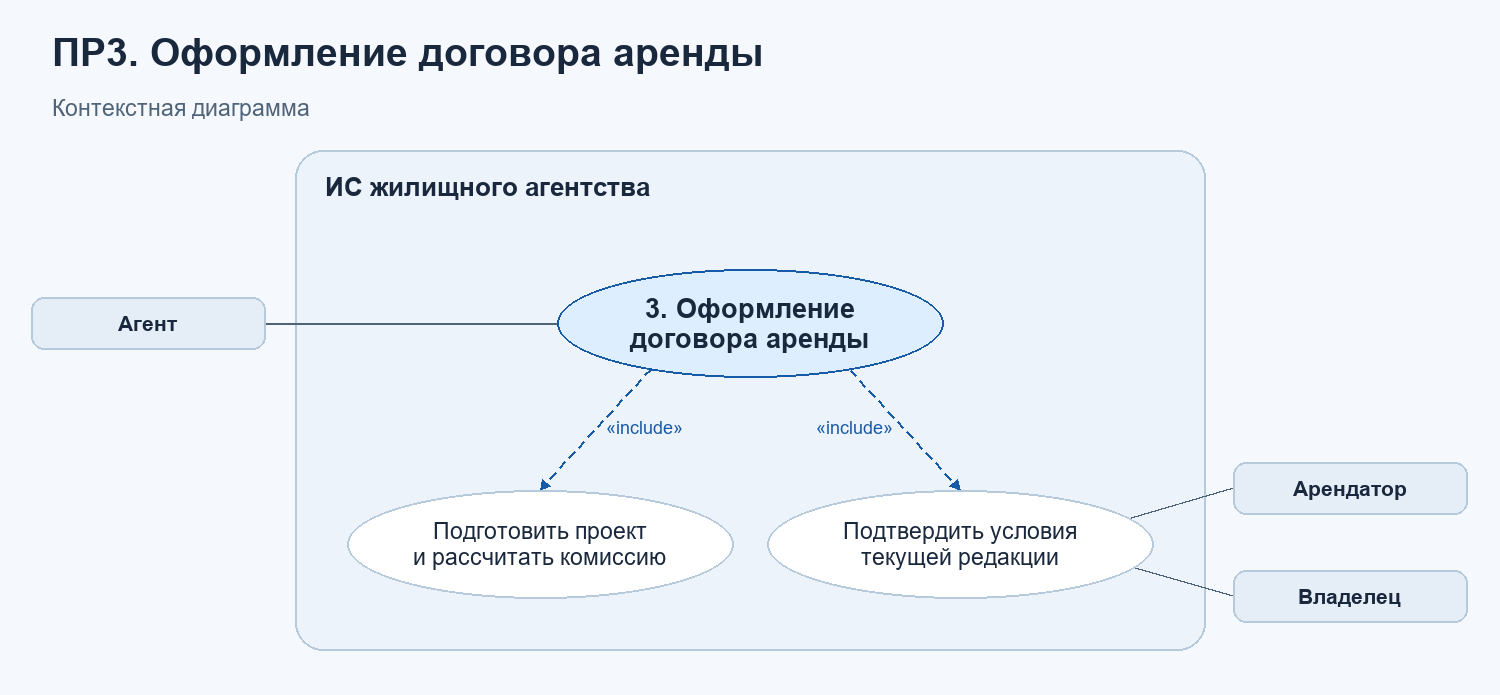 ПР3. Оформление договора аренды
Контекстная диаграмма
ИС жилищного агентства
Агент
3. Оформление
договора аренды
«include»
«include»
Подготовить проект
и рассчитать комиссию
Подтвердить условия
текущей редакции
Арендатор
Владелец